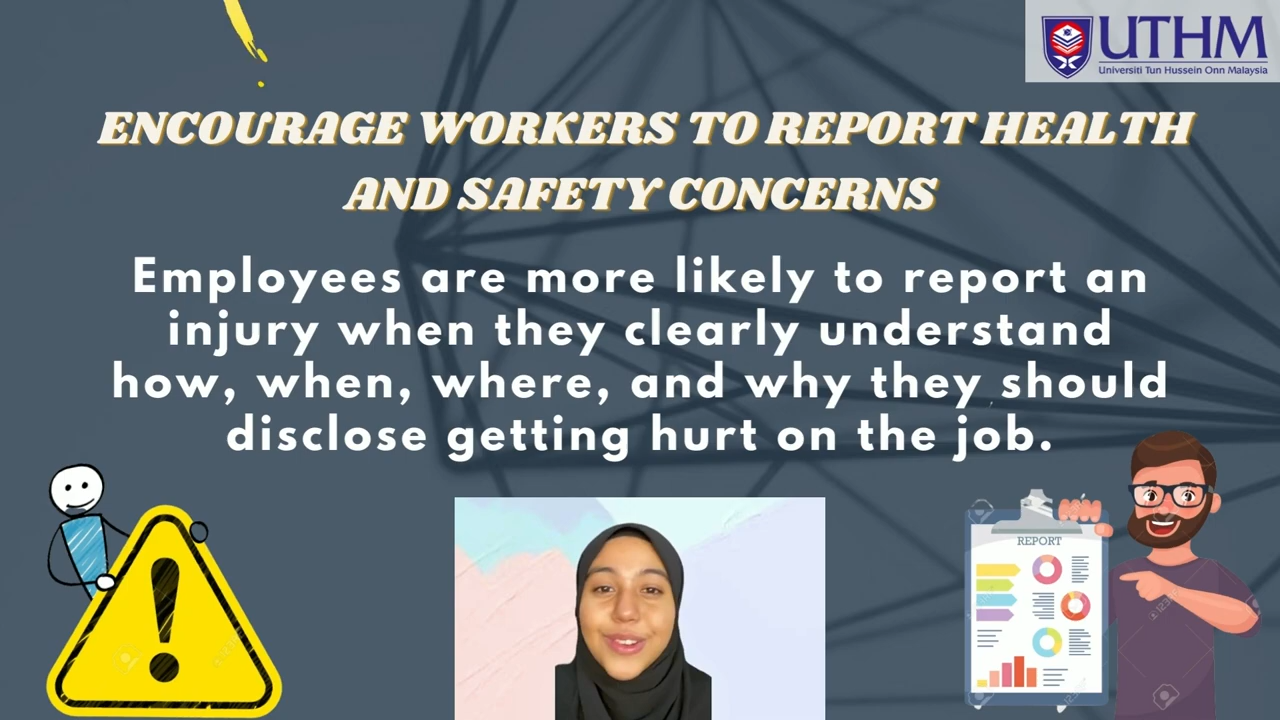 UTHM
Universiti Tun Hussein Onn Malaysia
ENCOURAGE WORKERS TO REPORT HEALTH
AND SAFETY CONCERNS
Employees are more likely to report an
injury when they clearly understand
how, when, where, and why they should
disclose getting hurt on the job.
REPORT